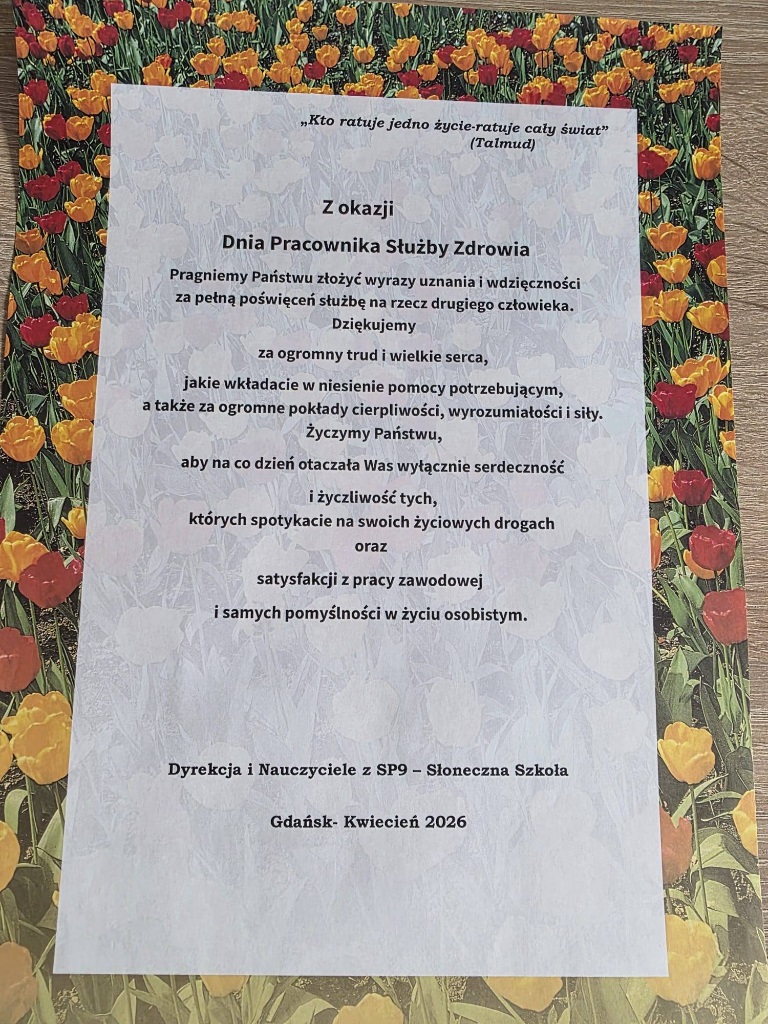 „Kto ratuje jedno życie-ratuje cały świat”
(Talmud)
Z okazji
Dnia Pracownika Służby Zdrowia
Pragniemy Państwu złożyć wyrazy uznania i wdzięczności
za pełną poświęceń służbę na rzecz drugiego człowieka.
Dziękujemy
za ogromny trud i wielkie serca,
jakie wkładacie w niesienie pomocy potrzebującym,
a także za ogromne pokłady cierpliwości, wyrozumiałości i siły.
Życzymy Państwu,
aby na co dzień otaczała Was wyłącznie serdeczność
i życzliwość tych,
których spotykacie na swoich życiowych drogach
oraz
satysfakcji z pracy zawodowej
i samych pomyślności w życiu osobistym.
Dyrekcja i Nauczyciele z SP9 – Słoneczna Szkoła
Gdańsk- Kwiecień 2026